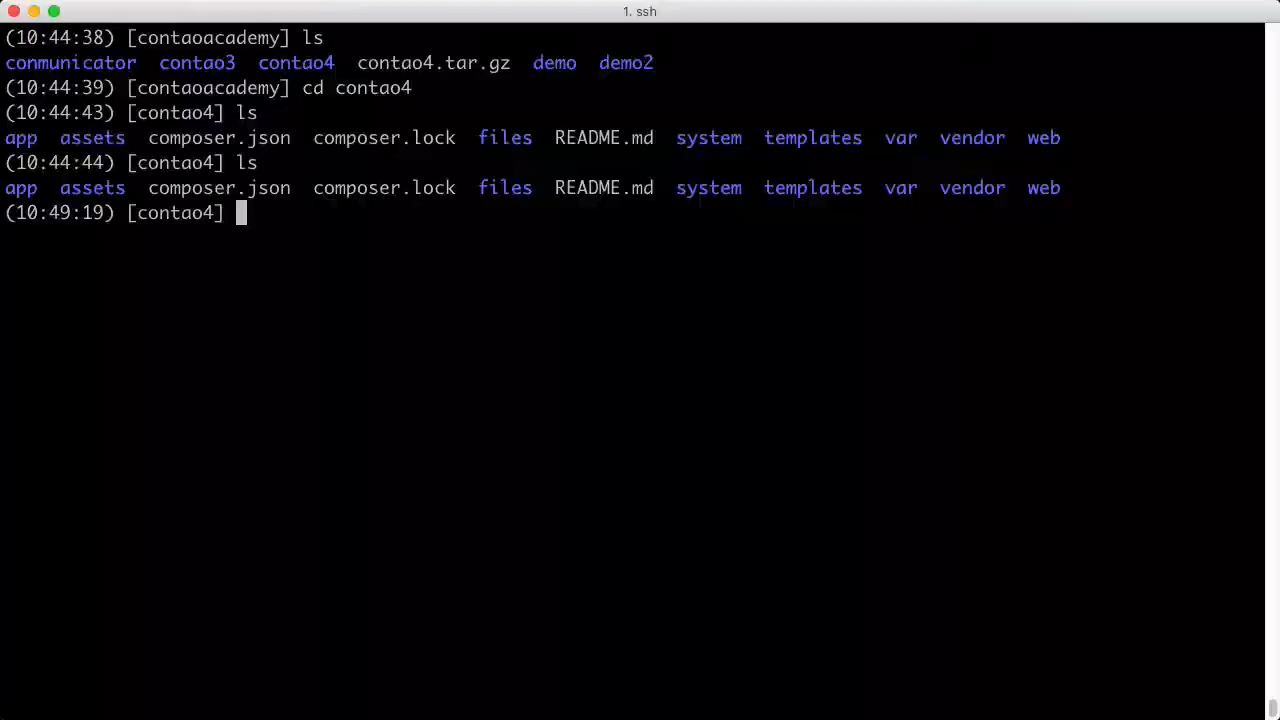 1. ssh
(10:44:38) [contaoacademy] ls
conmunicator contao3 contao4 contao4.tar.gz demo demo2
(10:44:39) [contaoacademy] cd contao4
(10:44:43) [contao4] ls
app assets composer.json composer.lock files README.md system templates var vendor web
(10:44:44) [contao4] ls
app assets composer.json composer.lock files README.md system templates var vendor web
(10:49:19) [contao4]